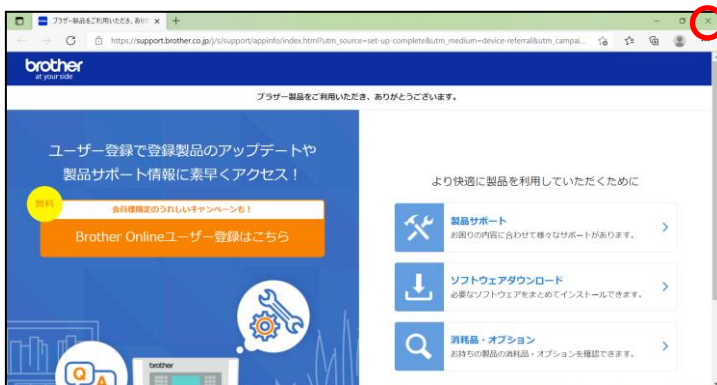 ブラザー製品をご利用いただき、あり
https://support.brother.co.jp/j/s/support/appinfo/index.html?utm_source=set-up-complete&utm_medium=device-referral&utm_campai...
brother
at your side
ブラザー製品をご利用いただき、ありがとうございます。
ユーザー登録で登録製品のアップデートや
製品サポート情報に素早くアクセス！
無料
会員様限定のうれしいキャンペーンも！
Brother Onlineユーザー登録はこちら
Q
A
brother
より快適に製品を利用していただくために
製品サポート
お困りの内容に合わせて様々なサポートがあります。
ソフトウェアダウンロード
必要なソフトウェアをまとめてインストールできます。
消耗品・オプション
お持ちの製品の消耗品・オプションを確認できます。